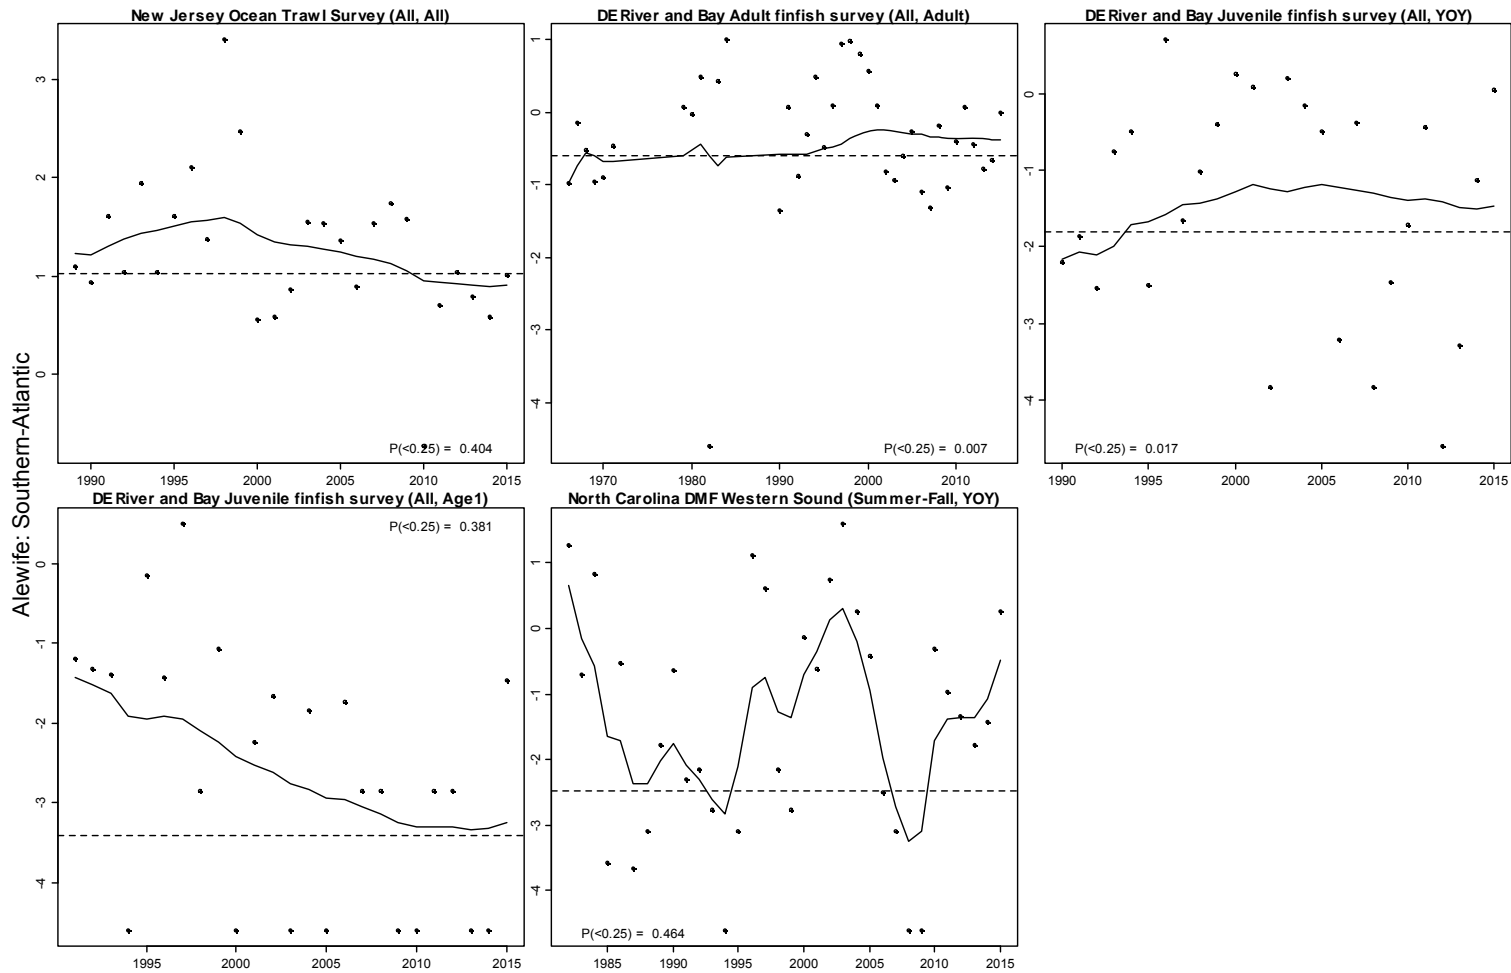 Alewife: Southern-Atlantic
New Jersey Ocean Trawl Survey (All, All)
3
2
1
0
P(<0.25) = 0.404
1990 1995 2000 2005 2010 2015
DE River and Bay Adult finfish survey (All, Adult)
1
0
-1
-2
-3
-4
P(<0.25) = 0.007
1970 1980 1990 2000 2010
DE River and Bay Juvenile finfish survey (All, YOY)
0
-1
-2
-3
-4
P(<0.25) = 0.017
1990 1995 2000 2005 2010 2015
DE River and Bay Juvenile finfish survey (All, Age1)
P(<0.25) = 0.381
0
-1
-2
-3
-4
1995 2000 2005 2010 2015
North Carolina DMF Western Sound (Summer-Fall, YOY)
1
0
-1
-2
-3
-4
P(<0.25) = 0.464
1985 1990 1995 2000 2005 2010 2015